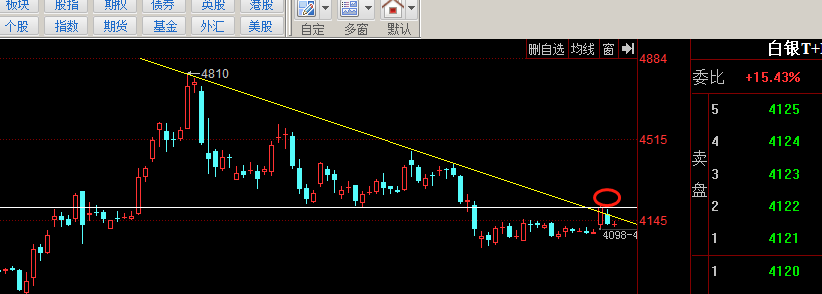 板块 股指 期权 债券 英股 港股
个股 指数 期货 基金 外汇 美股
自定 多窗 默认
删自选 均线 窗
4884
4810
4515
4145
4098-4
白银T+
委比 +15.43%
卖盘
5 4125
4 4124
3 4123
2 4122
1 4121
1 4120